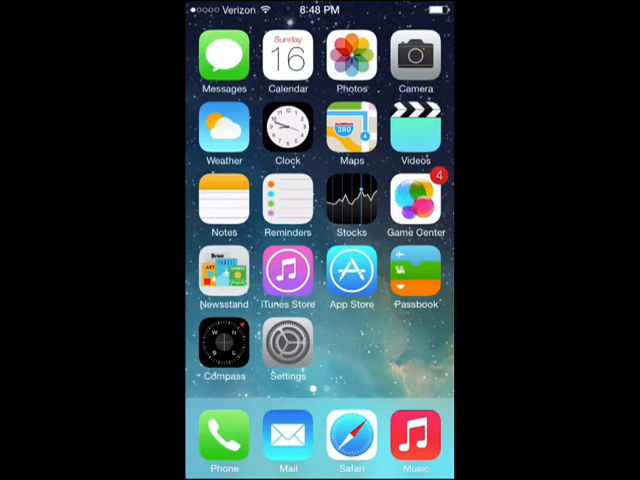 Verizon 8:48 PM
Sunday
16
Messages Calendar Photos Camera
280
Weather Clock Maps Videos
4
Notes Reminders Stocks Game Center
ART
Newsstand iTunes Store App Store Passbook
N
W
E
S
Compass Settings
Phone Mail Safari Music